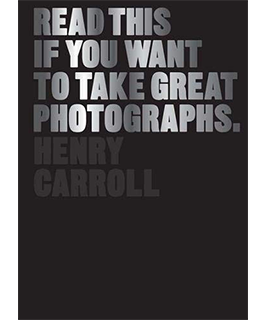 READ THIS
IF YOU WANT
TO TAKE GREAT
PHOTOGRAPHS.
HENRY
CARROLL